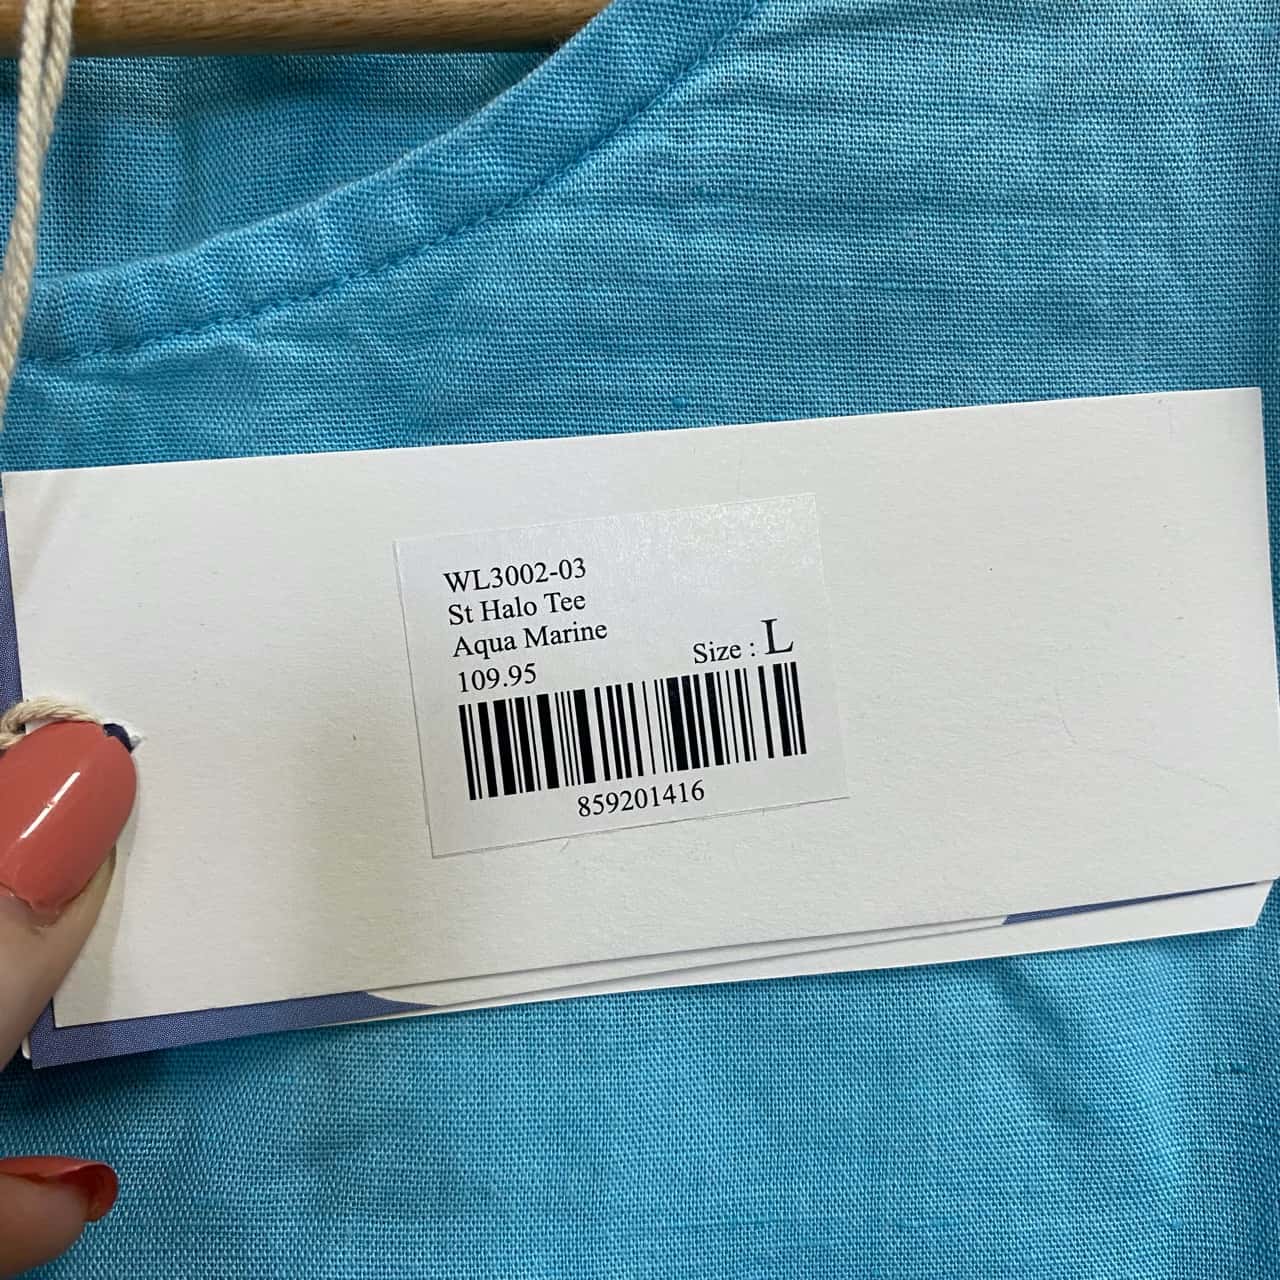 WL3002-03
St Halo Tee
Aqua Marine
109.95
Size : L
859201416